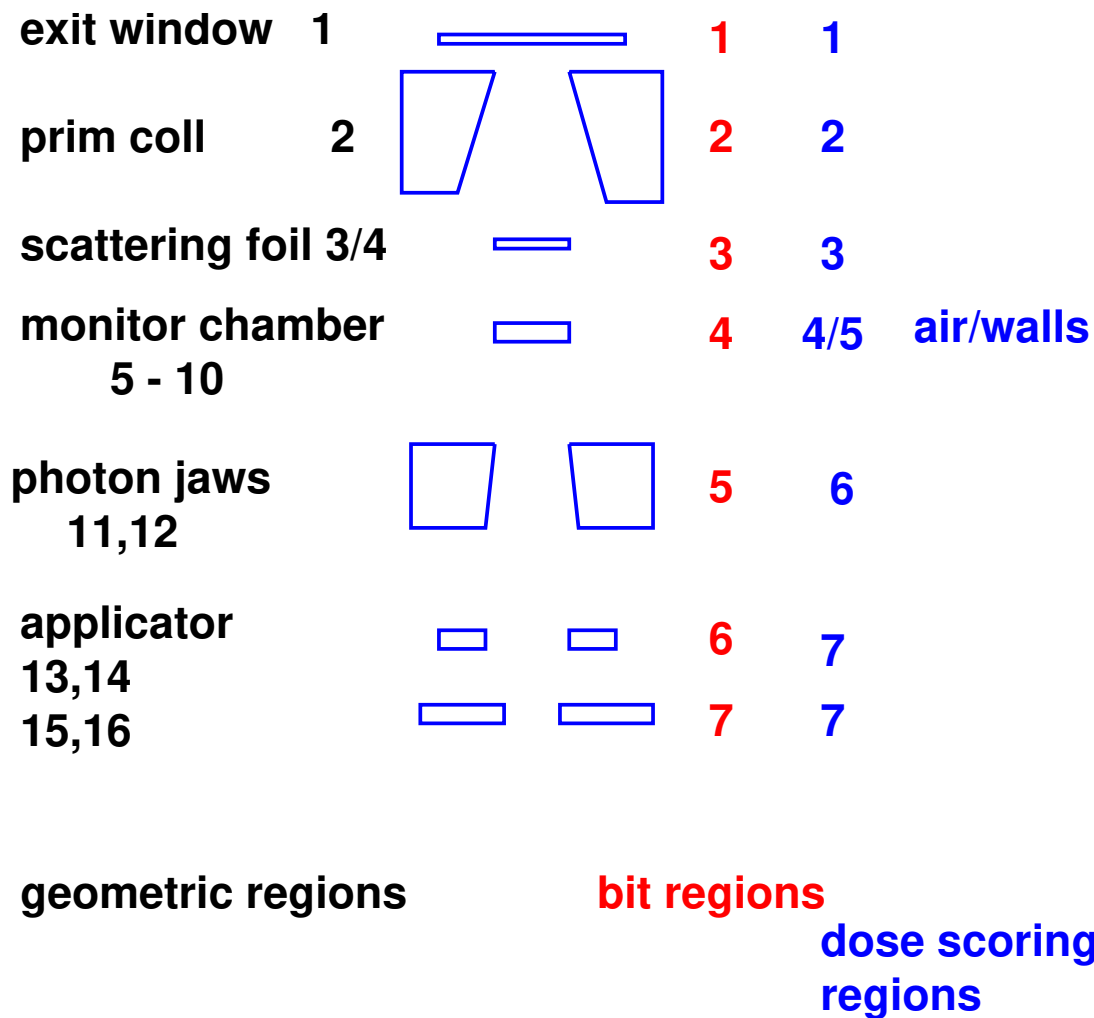 exit window 1 1 1
prim coll 2 2 2
scattering foil 3/4 3 3
monitor chamber 4 4/5 air/walls
5 - 10
photon jaws 5 6
11,12
applicator 6 7
13,14
15,16 7 7
geometric regions bit regions
dose scoring
regions